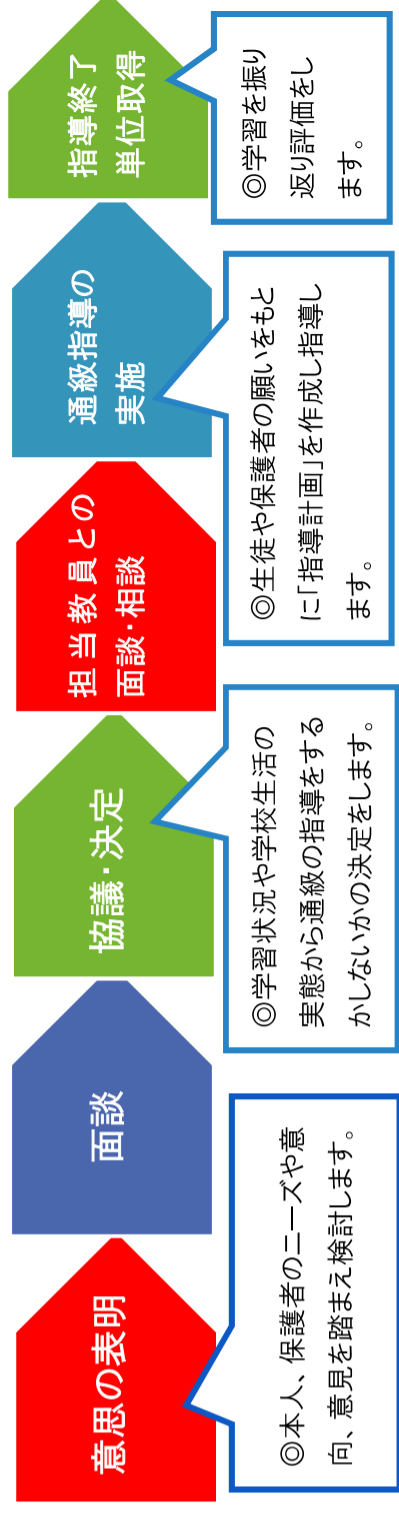 意思の表明
面談
協議・決定
担当教員との
面談・相談
通級指導の
実施
指導終了
単位取得
◎本人、保護者のニーズや意
向、意見を踏まえ検討します。
◎学習状況や学校生活の
実態から通級の指導をする
かしないかの決定をします。
◎生徒や保護者の願いをもと
に「指導計画」を作成し指導し
ます。
◎学習を振り
返り評価をし
ます。